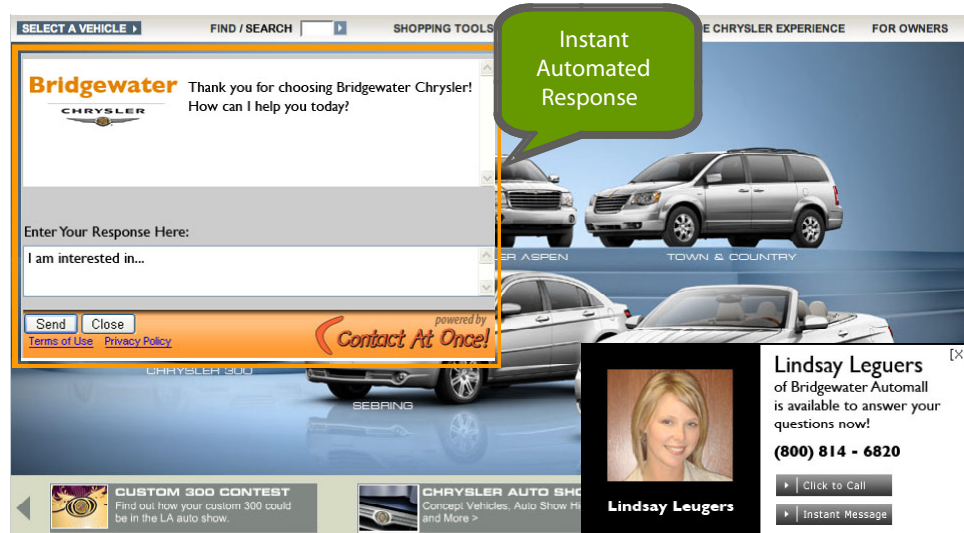 SELECT A VEHICLE
FIND / SEARCH
SHOPPING TOOLS
E CHRYSLER EXPERIENCE
FOR OWNERS
Instant
Automated
Response
Bridgewater
CHRYSLER
Thank you for choosing Bridgewater Chrysler!
How can I help you today?
Enter Your Response Here:
I am interested in...
Send
Close
Terms of Use
Privacy Policy
powered by
Contact At Once!
ER ASPEN
TOWN & COUNTRY
CHRYSLER 300
SEBRING
[X
Lindsay Leguers
of Bridgewater Automall
is available to answer your
questions now!
(800) 814 - 6820
Click to Call
Instant Message
Lindsay Leugers
CUSTOM 300 CONTEST
Find out how your custom 300 could
be in the LA auto show.
CHRYSLER AUTO SHO
Concept Vehicles, Auto Show Hi
and More >